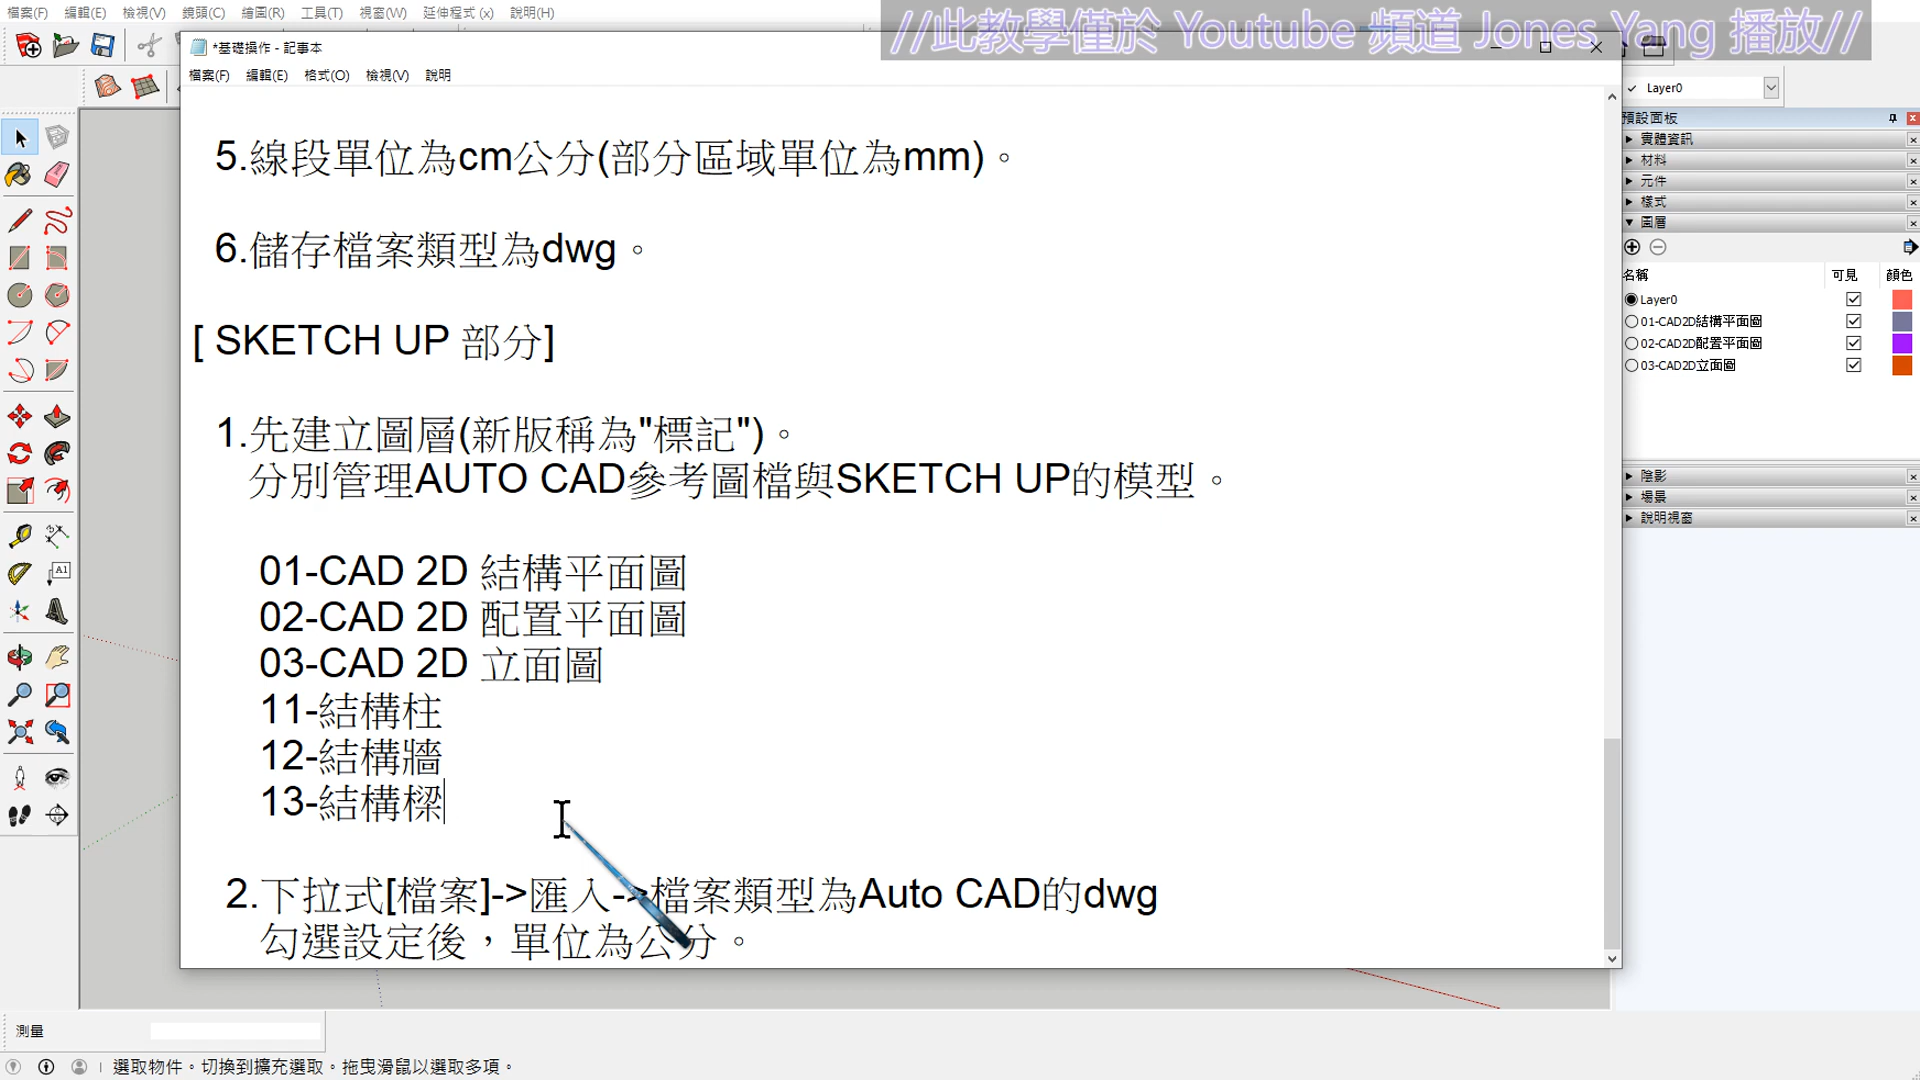 檔案(F) 編輯(E) 檢視(V) 鏡頭(C) 繪圖(R) 工具(T) 視窗(W) 延伸程式 (x) 說明(H)
//此教學僅於 Youtube 頻道 Jones Yang 播放//
*基礎操作 - 記事本
檔案(F) 編輯(E) 格式(O) 檢視(V) 說明
Layer0
預設面板
實體資訊
材料
元件
樣式
圖層
名稱 可見 顏色
Layer0
01-CAD2D結構平面圖
02-CAD2D配置平面圖
03-CAD2D立面圖
陰影
場景
說明視窗
5.線段單位為cm公分(部分區域單位為mm)。
6.儲存檔案類型為dwg。
[ SKETCH UP 部分]
1.先建立圖層(新版稱為"標記")。
分別管理AUTO CAD參考圖檔與SKETCH UP的模型。
01-CAD 2D 結構平面圖
02-CAD 2D 配置平面圖
03-CAD 2D 立面圖
11-結構柱
12-結構牆
13-結構樑
2.下拉式[檔案]->匯入->檔案類型為Auto CAD的dwg
勾選設定後，單位為公分。
測量
選取物件。切換到擴充選取。拖曳滑鼠以選取多項。